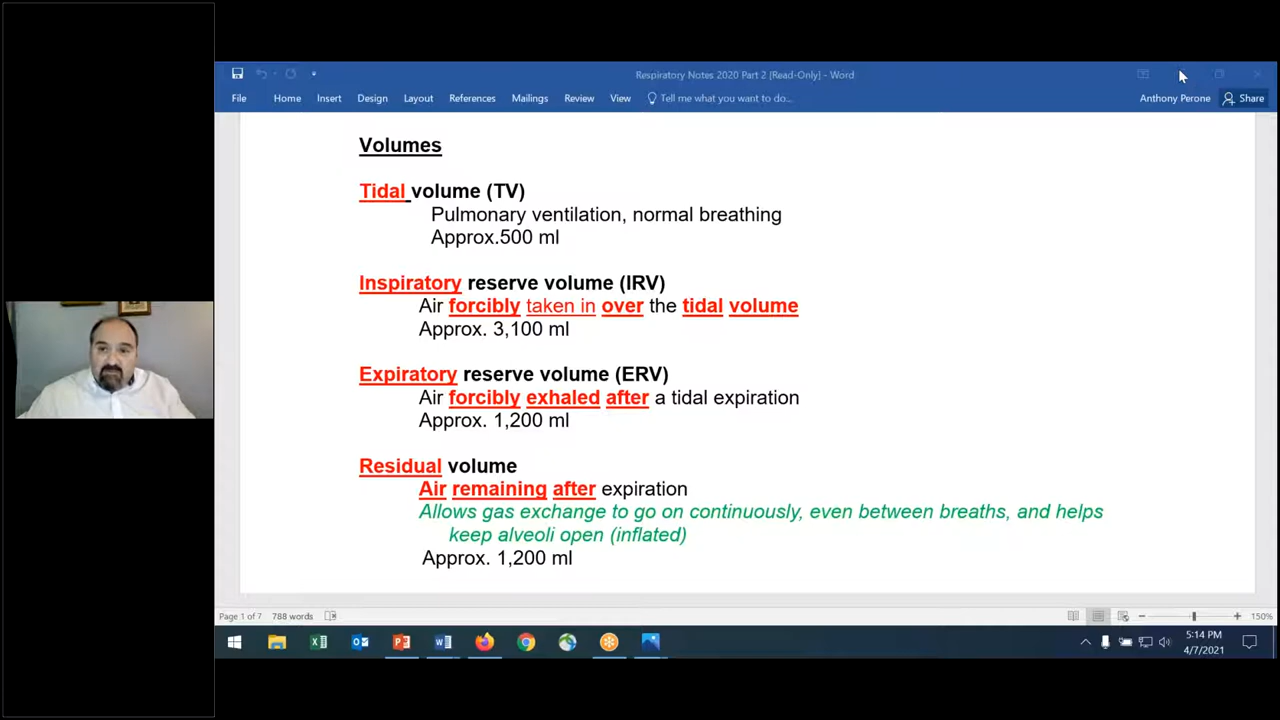 Respiratory Notes 2020 Part 2 [Read-Only] - Word
File Home Insert Design Layout References Mailings Review View Tell me what you want to do... Anthony Perone Share
Volumes
Tidal volume (TV)
Pulmonary ventilation, normal breathing
Approx.500 ml
Inspiratory reserve volume (IRV)
Air forcibly taken in over the tidal volume
Approx. 3,100 ml
Expiratory reserve volume (ERV)
Air forcibly exhaled after a tidal expiration
Approx. 1,200 ml
Residual volume
Air remaining after expiration
Allows gas exchange to go on continuously, even between breaths, and helps
keep alveoli open (inflated)
Approx. 1,200 ml
Page 1 of 7 788 words 150%
5:14 PM
4/7/2021